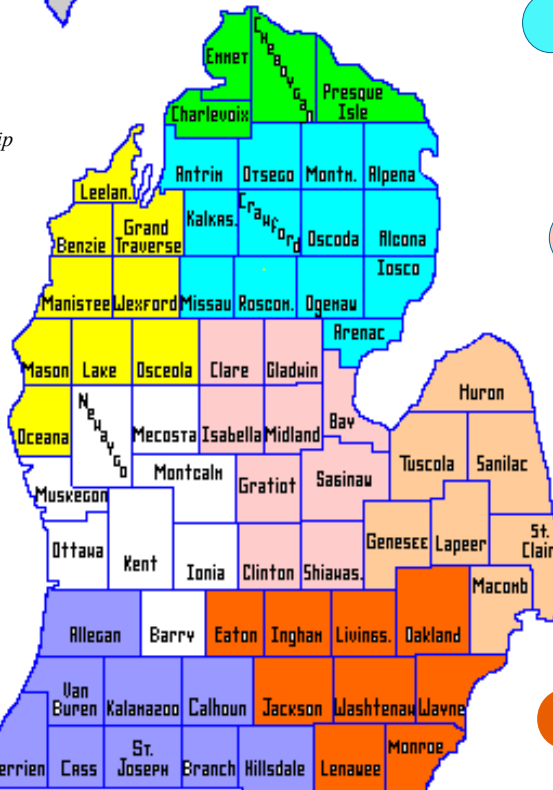 Emmet
Cheboygan
Presque
Isle
Charlevoix
ip
Antrim
Otsego
Montm.
Alpena
Leelan.
Kalkas.
Crawford
Oscoda
Alcona
Grand
Traverse
Benzie
Iosco
Manistee
Wexford
Missau
Roscom.
Ogemaw
Arenac
Mason
Lake
Osceola
Clare
Gladwin
Huron
Oceana
Newaygo
Mecosta
Isabella
Midland
Bay
Tuscola
Sanilac
Montcalm
Muskegon
Gratiot
Saginaw
Ottawa
Kent
Ionia
Clinton
Shiawas.
Genesee
Lapeer
St.
Clair
Macomb
Allegan
Barry
Eaton
Ingham
Livings.
Oakland
Van
Buren
Kalamazoo
Calhoun
Jackson
Washtenaw
Wayne
errien
Cass
St.
Joseph
Branch
Hillsdale
Lenawee
Monroe